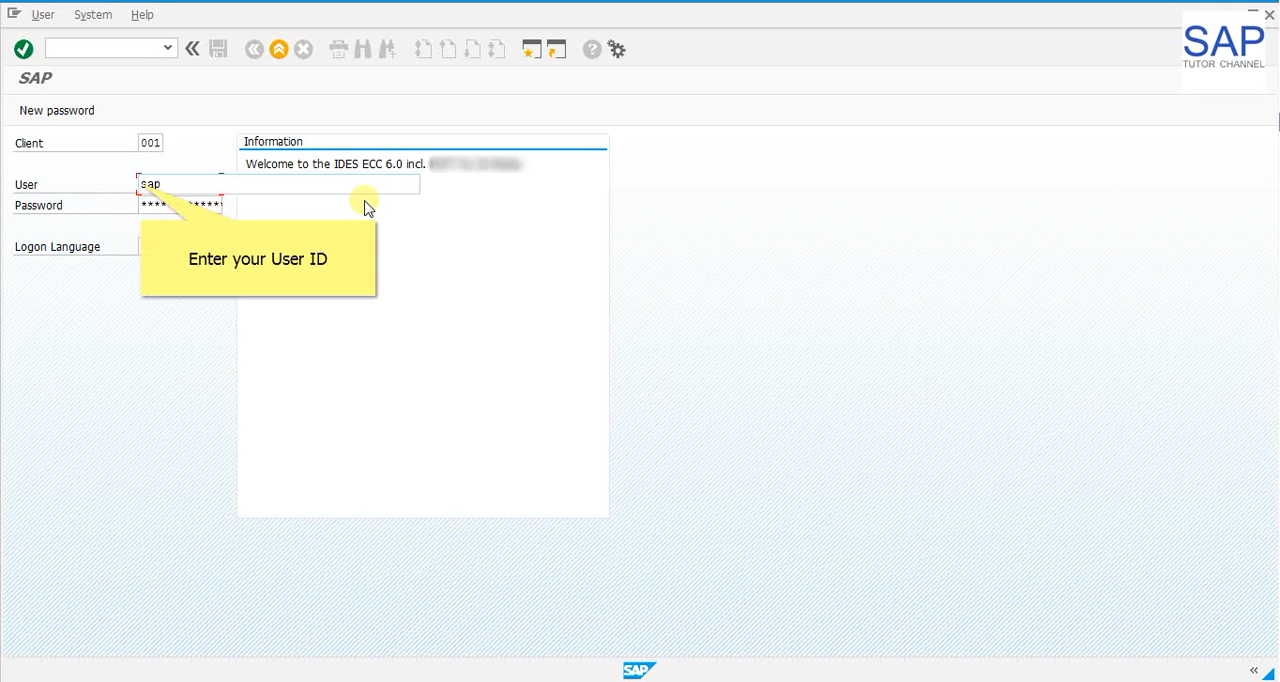 User System Help
SAP
TUTOR CHANNEL
SAP
New password
Client 001
Information
Welcome to the IDES ECC 6.0 incl.
User sap
Password ************
Logon Language
Enter your User ID
SAP